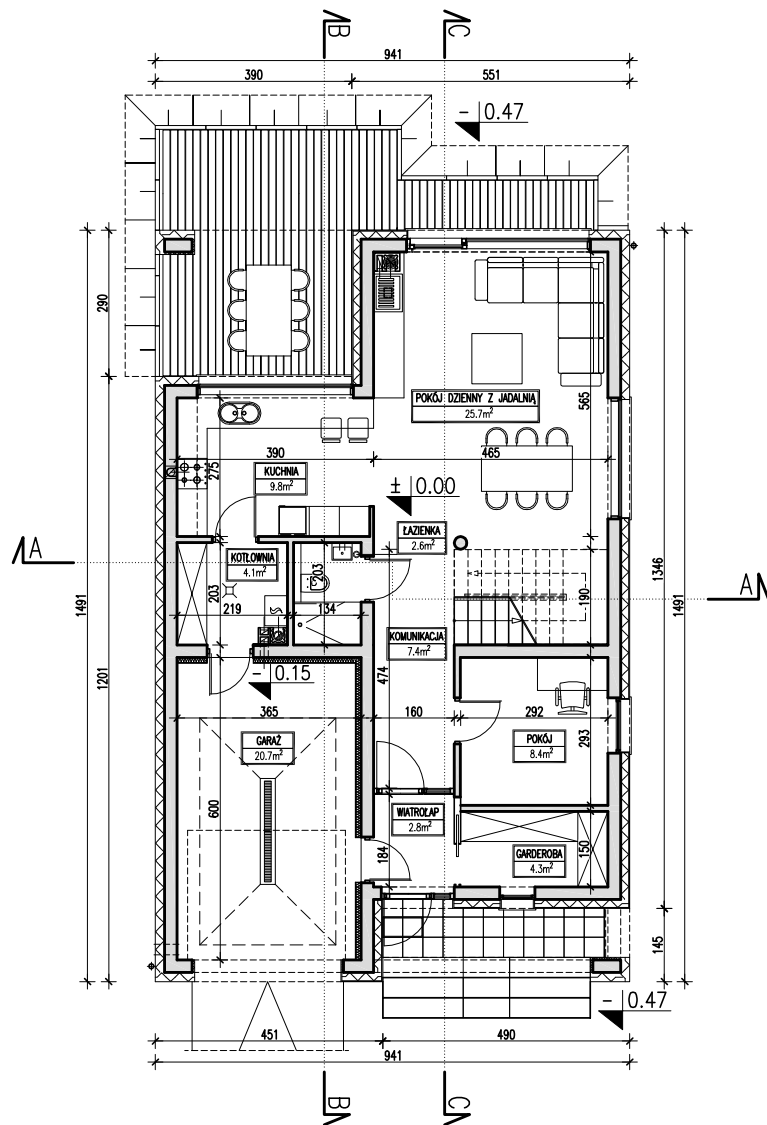 B
C
941
390
551
- 0.47
290
POKÓJ DZIENNY Z JADALNIĄ
25.7m²
565
390
465
275
KUCHNIA
9.8m²
± 0.00
ŁAZIENKA
2.6m²
A
KOTŁOWNIA
4.1m²
203
203
219
134
190
A
1346
1491
1491
1201
KOMUNIKACJA
7.4m²
474
- 0.15
365
160
292
GARAŻ
20.7m²
POKÓJ
8.4m²
293
600
WIATROŁAP
2.8m²
184
GARDEROBA
4.3m²
150
145
- 0.47
451
490
941
B
C